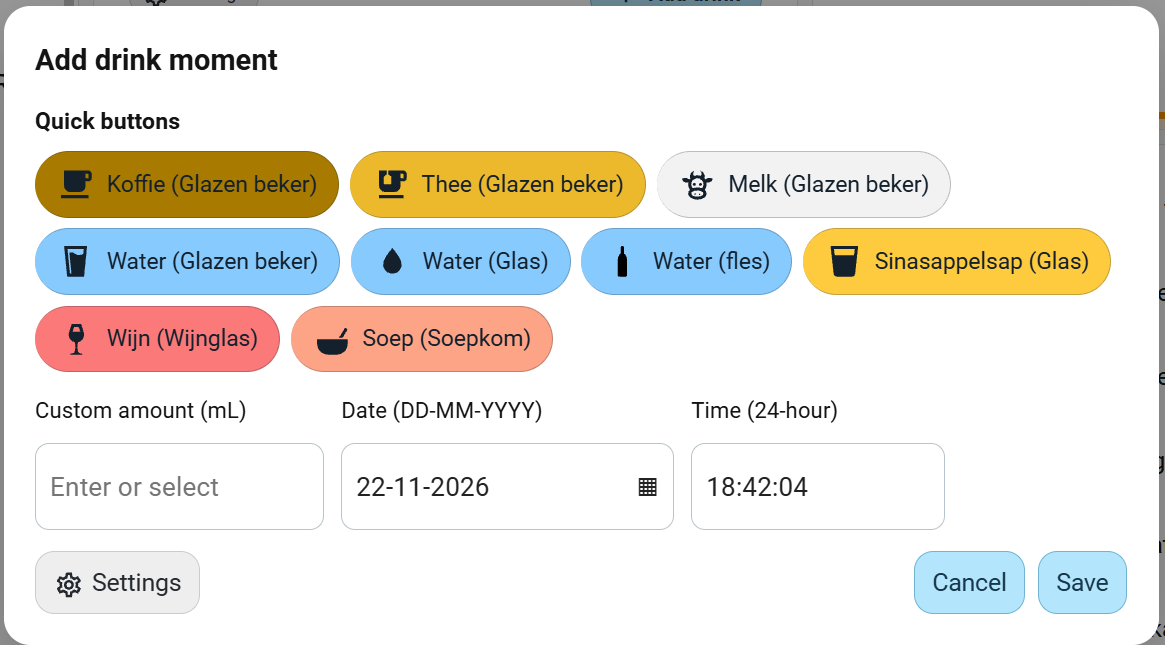 Add drink moment
Quick buttons
Koffie (Glazen beker) Thee (Glazen beker) Melk (Glazen beker)
Water (Glazen beker) Water (Glas) Water (fles) Sinasappelsap (Glas)
Wijn (Wijnglas) Soep (Soepkom)
Custom amount (mL) Date (DD-MM-YYYY) Time (24-hour)
Enter or select 22-11-2026 18:42:04
Settings Cancel Save